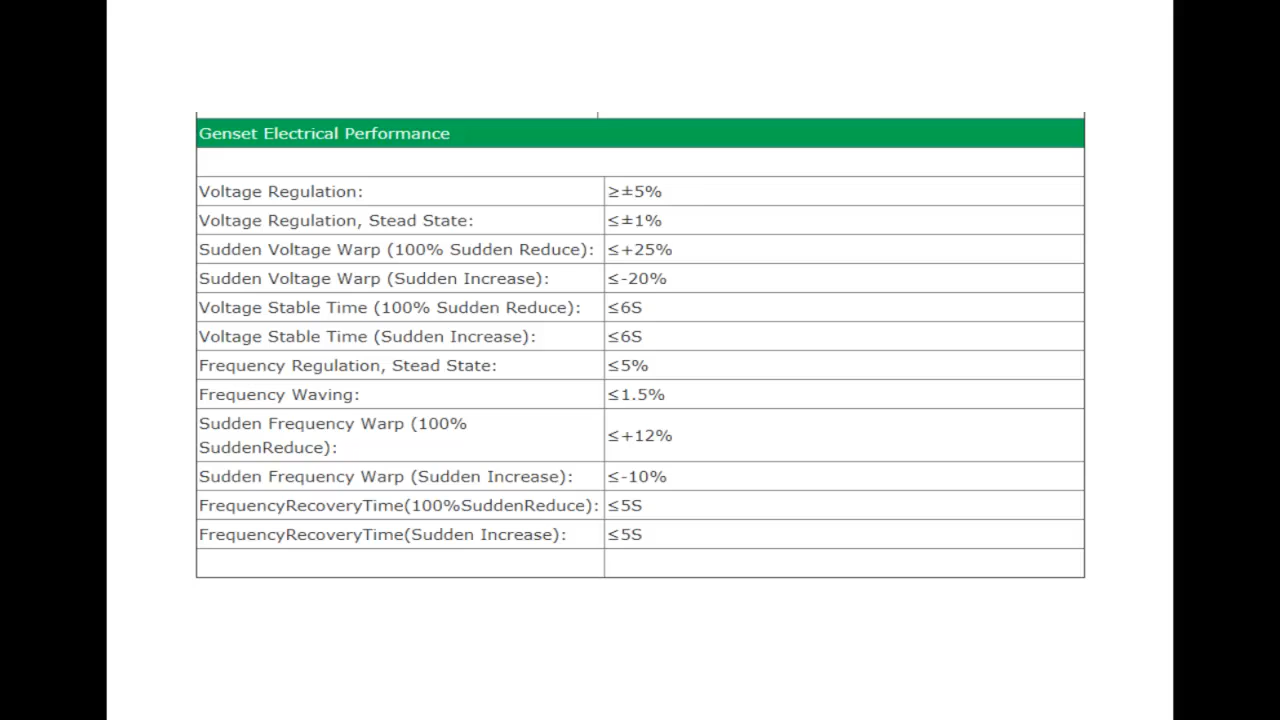 Genset Electrical Performance
Voltage Regulation: ≥±5%
Voltage Regulation, Stead State: ≤±1%
Sudden Voltage Warp (100% Sudden Reduce): ≤+25%
Sudden Voltage Warp (Sudden Increase): ≤-20%
Voltage Stable Time (100% Sudden Reduce): ≤6S
Voltage Stable Time (Sudden Increase): ≤6S
Frequency Regulation, Stead State: ≤5%
Frequency Waving: ≤1.5%
Sudden Frequency Warp (100%
SuddenReduce): ≤+12%
Sudden Frequency Warp (Sudden Increase): ≤-10%
FrequencyRecoveryTime(100%SuddenReduce): ≤5S
FrequencyRecoveryTime(Sudden Increase): ≤5S